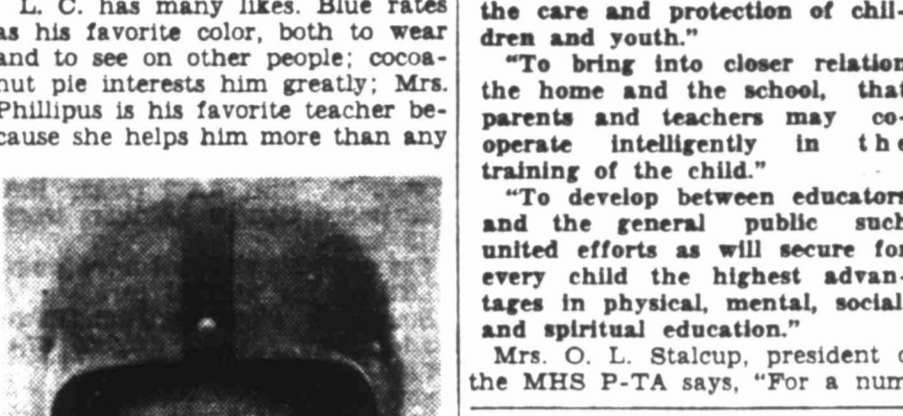 L. C. has many likes. Blue rates
as his favorite color, both to wear
and to see on other people; cocoa-
nut pie interests him greatly; Mrs.
Phillipus is his favorite teacher be-
cause she helps him more than any
the care and protection of chil-
dren and youth."
"To bring into closer relation
the home and the school, that
parents and teachers may co-
operate intelligently in the
training of the child."
"To develop between educators
and the general public such
united efforts as will secure for
every child the highest advan-
tages in physical, mental, social
and spiritual education."
Mrs. O. L. Stalcup, president
the MHS P-TA says, "For a num